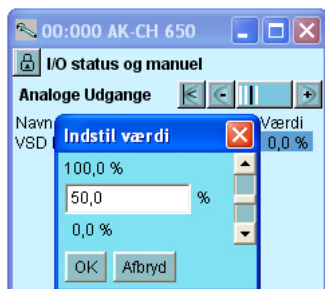 00:000 AK-CH 650
I/O status og manuel
Analoge Udgange
Navn
Værdi
VSD
0,0 %
Indstil værdi
100,0 %
50,0
%
0,0 %
OK
Afbryd